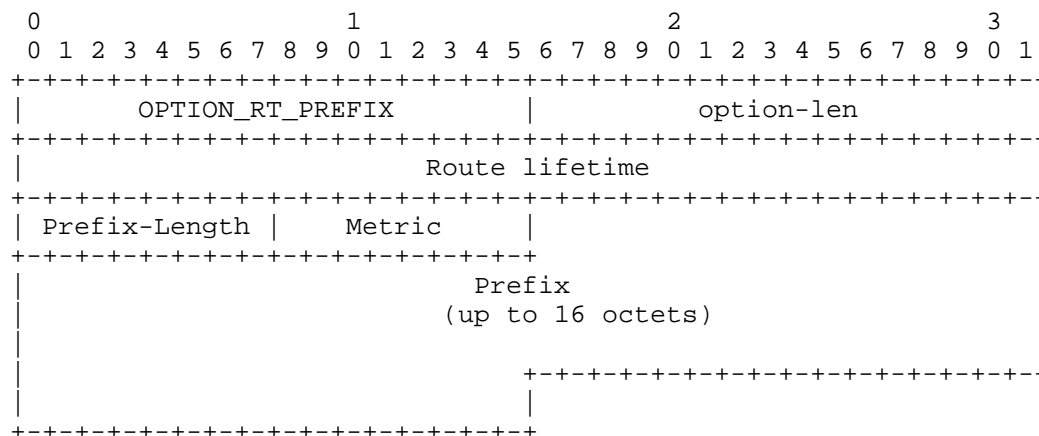 0                   1                   2                   3
0 1 2 3 4 5 6 7 8 9 0 1 2 3 4 5 6 7 8 9 0 1 2 3 4 5 6 7 8 9 0 1
+-+-+-+-+-+-+-+-+-+-+-+-+-+-+-+-+-+-+-+-+-+-+-+-+-+-+-+-+-+-+-+-
|       OPTION_RT_PREFIX        |          option-len
+-+-+-+-+-+-+-+-+-+-+-+-+-+-+-+-+-+-+-+-+-+-+-+-+-+-+-+-+-+-+-+-
|                         Route lifetime
+-+-+-+-+-+-+-+-+-+-+-+-+-+-+-+-+-+-+-+-+-+-+-+-+-+-+-+-+-+-+-+-
| Prefix-Length |    Metric     |
+-+-+-+-+-+-+-+-+-+-+-+-+-+-+-+-+
|                            Prefix
|                          (up to 16 octets)
|
|                               +-+-+-+-+-+-+-+-+-+-+-+-+-+-+-+-
|                               |
+-+-+-+-+-+-+-+-+-+-+-+-+-+-+-+-+